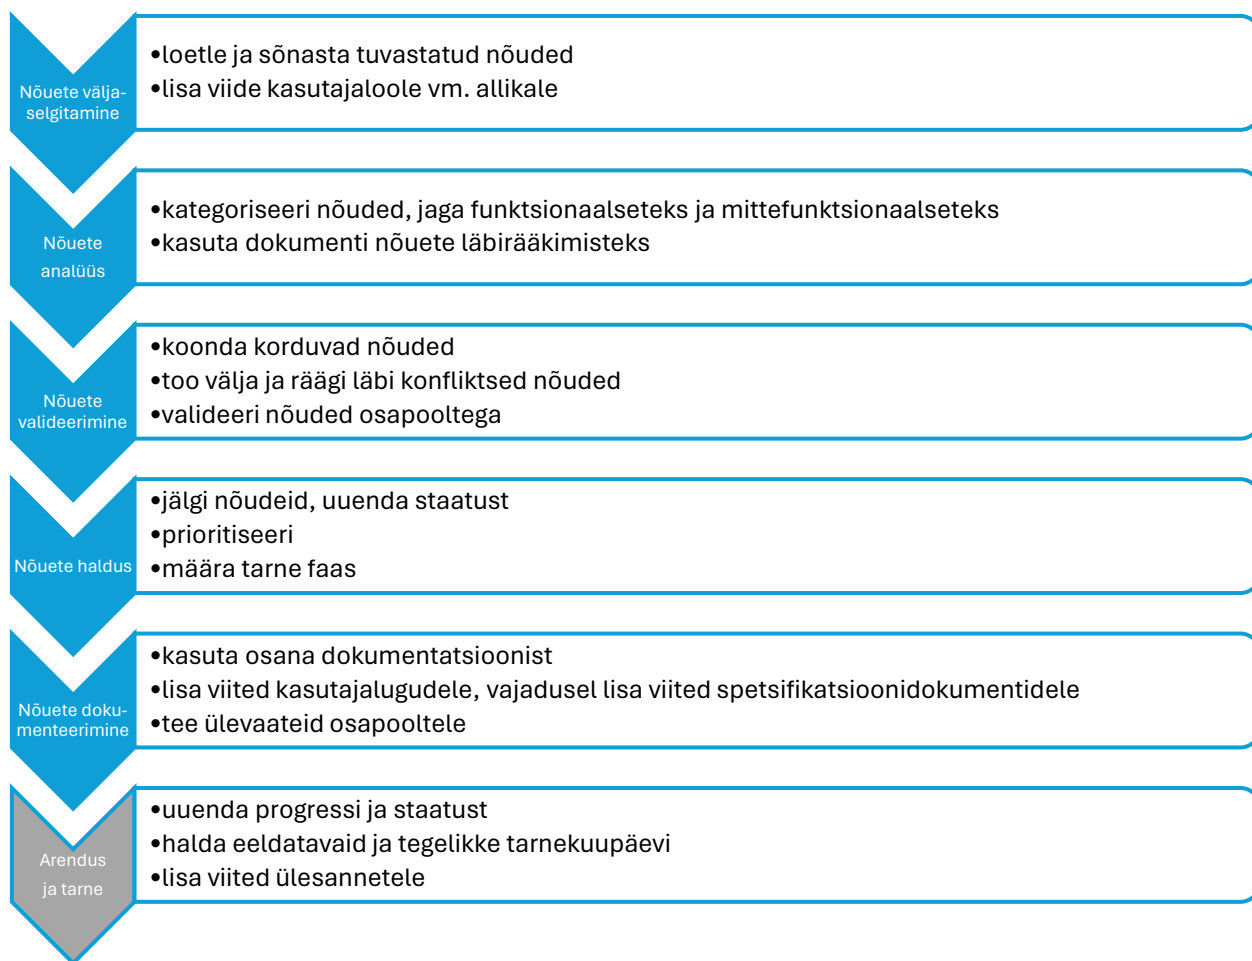 Nõuete välja-
selgitamine
•loetle ja sõnasta tuvastatud nõuded
•lisa viide kasutajaloole vm. allikale
Nõuete
analüüs
•kategoriseeri nõuded, jaga funktsionaalseteks ja mittefunktsionaalseteks
•kasuta dokumenti nõuete läbirääkimisteks
Nõuete
valideerimine
•koonda korduvad nõuded
•too välja ja räägi läbi konfliktsed nõuded
•valideeri nõuded osapooltega
Nõuete haldus
•jälgi nõudeid, uuenda staatust
•prioritiseeri
•määra tarne faas
Nõuete doku-
menteerimine
•kasuta osana dokumentatsioonist
•lisa viited kasutajalugudele, vajadusel lisa viited spetsifikatsioonidokumentidele
•tee ülevaateid osapooltele
Arendus
ja tarne
•uuenda progressi ja staatust
•halda eeldatavaid ja tegelikke tarnekuupäevi
•lisa viited ülesannetele